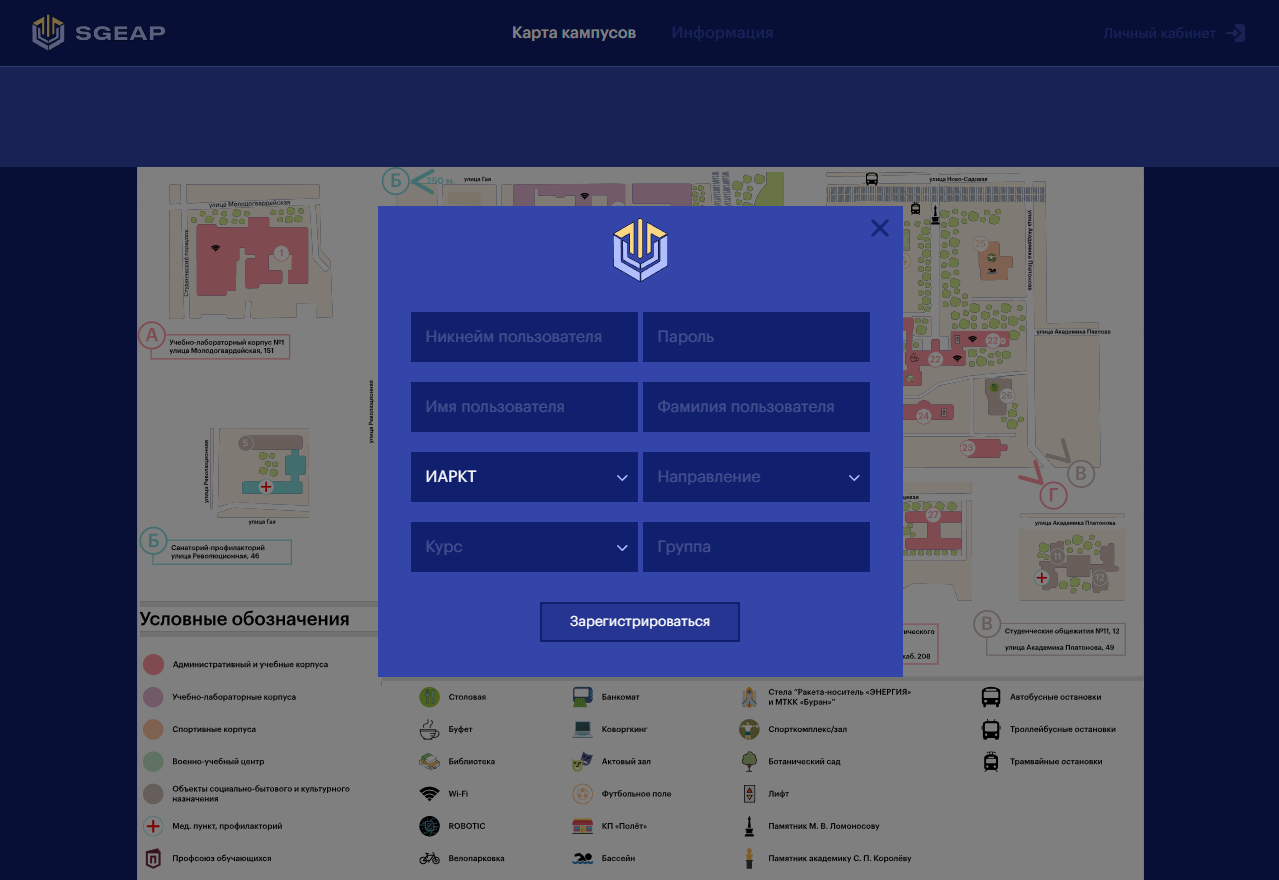 SGEAP
Карта кампусов
Информация
Личный кабинет
Б
250 м.
улица Гая
улица Ново-Садовая
улица Молодогвардейская
Студенческий переулок
1
улица Академика Платонова
25
А
Учебно-лабораторный корпус №1
улица Молодогвардейская, 151
улица Академика Павлова
22
22
26
24
23
улица Революционная
улица Революционная
5
улица Гая
В
Г
27
улица Академика Платонова
11
12
Б
Санаторий-профилакторий
улица Революционная, 46
каб. 208
В
Студенческие общежития №11, 12
улица Академика Платонова, 49
Никнейм пользователя
Пароль
Имя пользователя
Фамилия пользователя
ИАРКТ
Направление
Курс
Группа
Зарегистрироваться
Условные обозначения
Административный и учебные корпуса
Учебно-лабораторные корпуса
Спортивные корпуса
Военно-учебный центр
Объекты социально-бытового и культурного
назначения
Мед. пункт, профилакторий
Профсоюз обучающихся
Столовая
Буфет
Библиотека
Wi-Fi
ROBOTIC
Велопарковка
Банкомат
Коворкинг
Актовый зал
Футбольное поле
КП «Полёт»
Бассейн
Стела "Ракета-носитель «ЭНЕРГИЯ»
и МТКК «Буран»"
Спорткомплекс/зал
Ботанический сад
Лифт
Памятник М. В. Ломоносову
Памятник академику С. П. Королёву
Автобусные остановки
Троллейбусные остановки
Трамвайные остановки